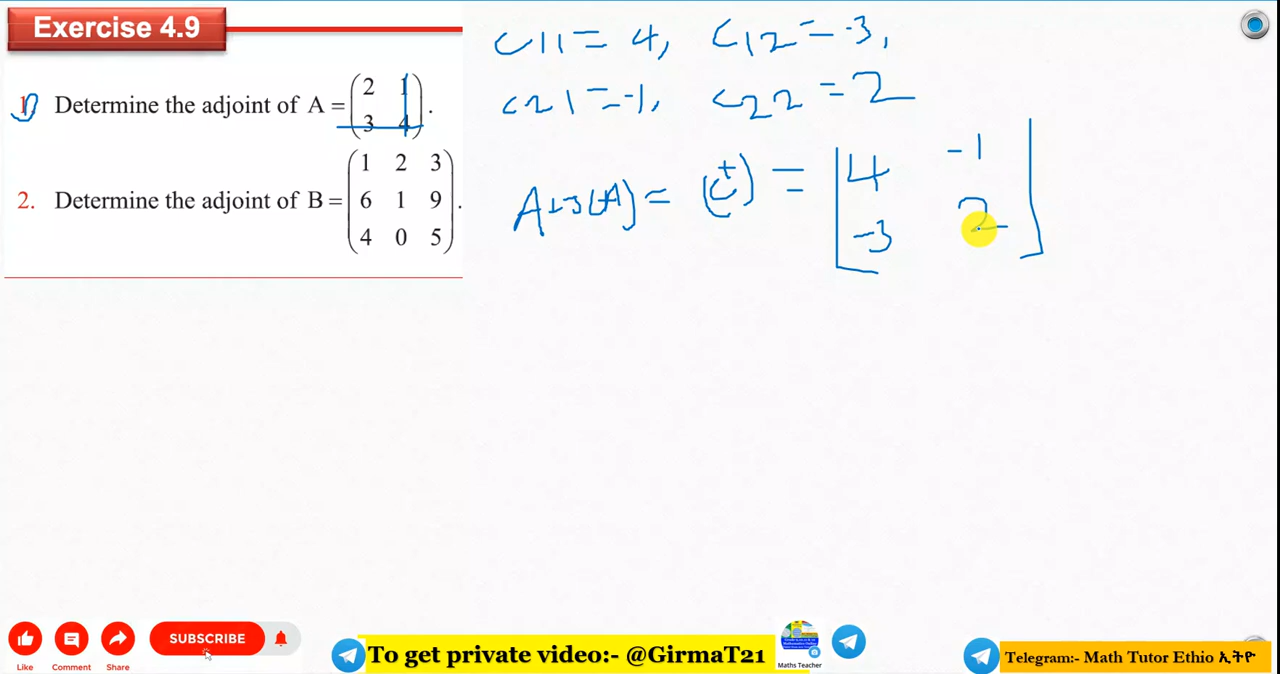 Exercise 4.9
1. Determine the adjoint of A = (2 1
3 4).
2. Determine the adjoint of B = (1 2 3
6 1 9
4 0 5).
c11 = 4, c12 = -3,
c21 = -1, c22 = 2
Adj(A) = (c^t) = [4 -1
-3 2]
Like
Comment
Share
SUBSCRIBE
To get private video:- @GirmaT21
Maths Teacher
Telegram:- Math Tutor Ethio ኢትዮ